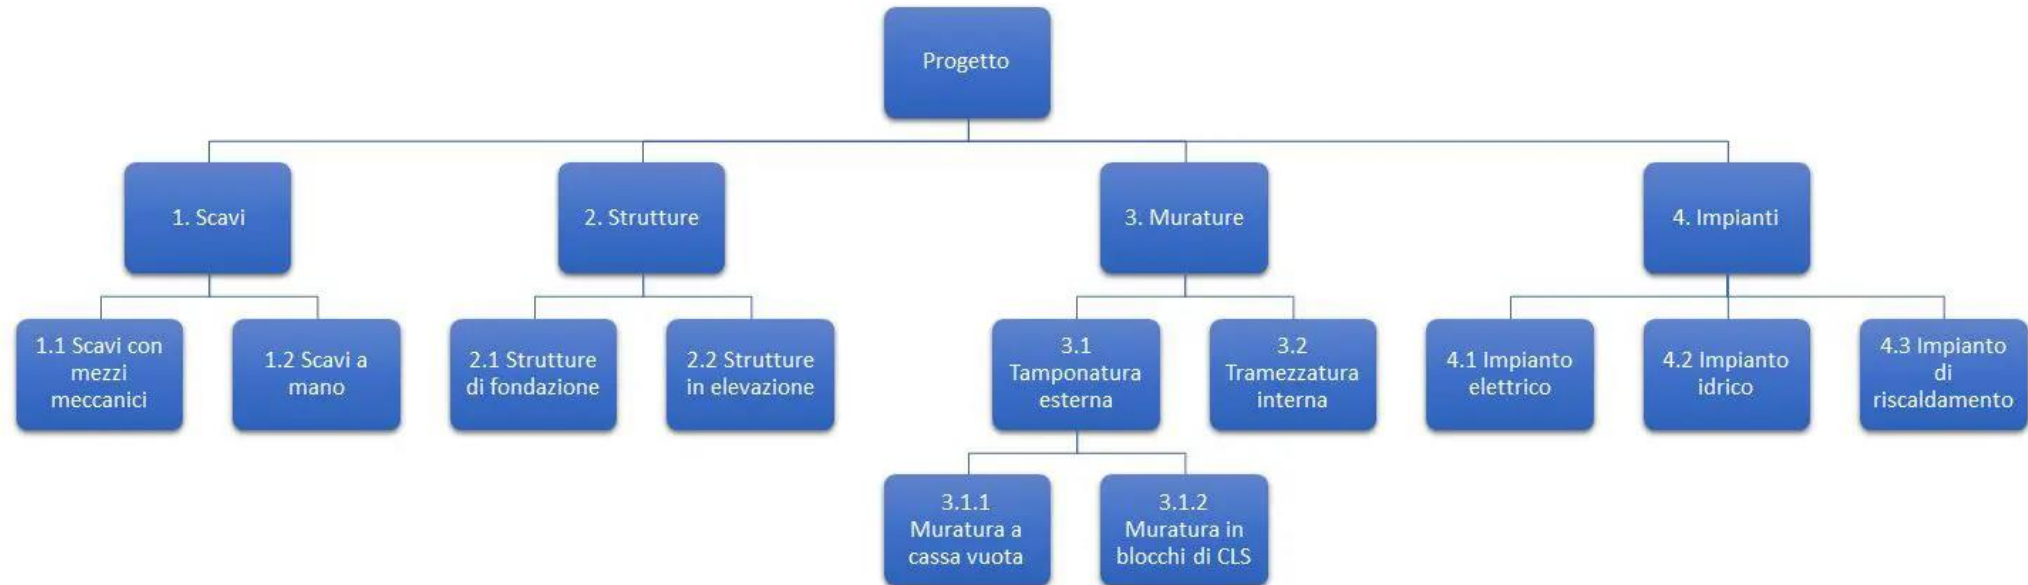 Progetto
1. Scavi
2. Strutture
3. Murature
4. Impianti
1.1 Scavi con
mezzi
meccanici
1.2 Scavi a
mano
2.1 Strutture
di fondazione
2.2 Strutture
in elevazione
3.1
Tamponatura
esterna
3.2
Tramezzatura
interna
4.1 Impianto
elettrico
4.2 Impianto
idrico
4.3 Impianto
di
riscaldamento
3.1.1
Muratura a
cassa vuota
3.1.2
Muratura in
blocchi di CLS